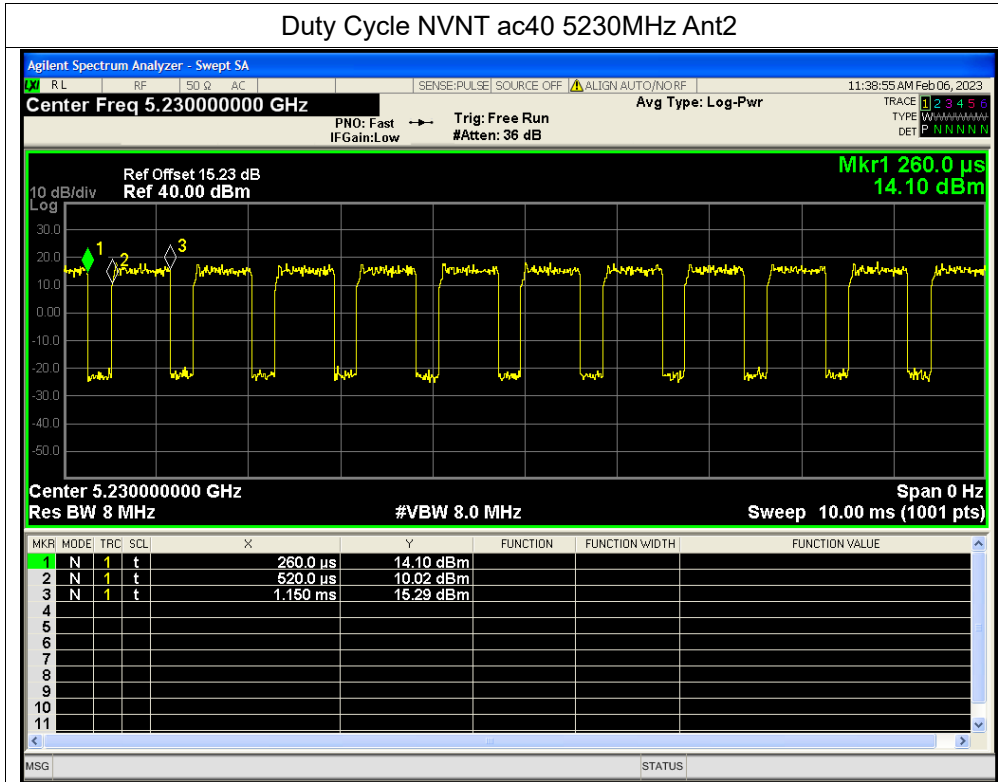 Duty Cycle NVNT ac40 5230MHz Ant2
Agilent Spectrum Analyzer - Swept SA
LXI RL RF 50 Ω AC SENSE:PULSE SOURCE OFF ALIGN AUTO/NO RF 11:38:55 AM Feb 06, 2023
Center Freq 5.230000000 GHz Avg Type: Log-Pwr TRACE 1 2 3 4 5 6
PNO: Fast Trig: Free Run TYPE W
IFGain:Low #Atten: 36 dB DET P N N N N N
Mkr1 260.0 µs
14.10 dBm
Ref Offset 15.23 dB
10 dB/div Ref 40.00 dBm
Log
30.0
20.0
10.0
0.00
-10.0
-20.0
-30.0
-40.0
-50.0
1
2
3
Center 5.230000000 GHz Span 0 Hz
Res BW 8 MHz #VBW 8.0 MHz Sweep 10.00 ms (1001 pts)
MKR MODE TRC SCL X Y FUNCTION FUNCTION WIDTH FUNCTION VALUE
1 N 1 t 260.0 µs 14.10 dBm
2 N 1 t 520.0 µs 10.02 dBm
3 N 1 t 1.150 ms 15.29 dBm
4
5
6
7
8
9
10
11
MSG STATUS